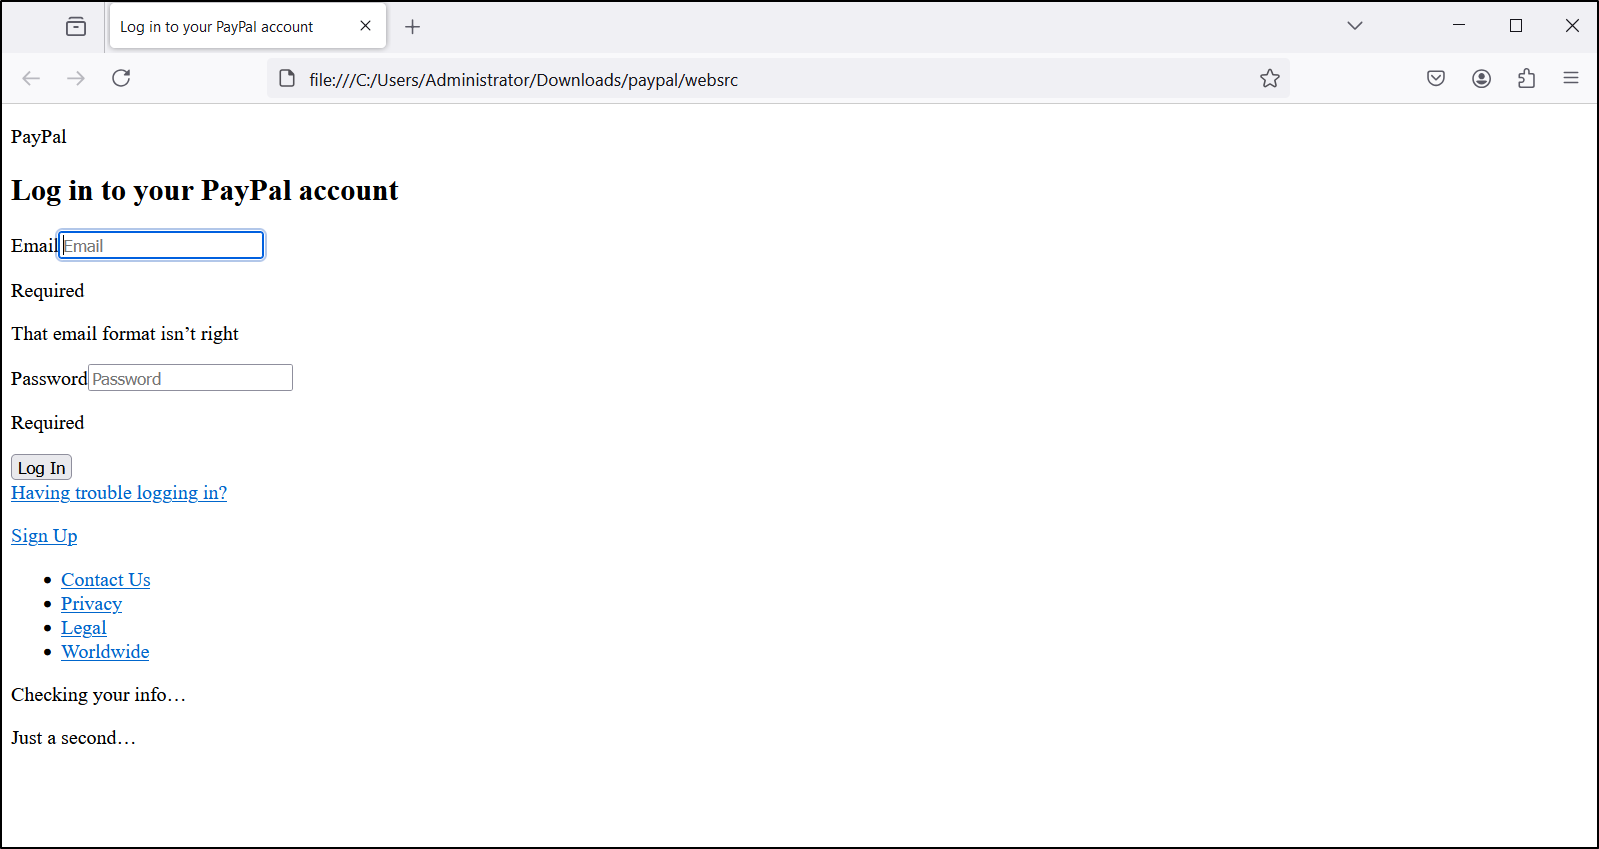 Log in to your PayPal account
file:///C:/Users/Administrator/Downloads/paypal/websrc
PayPal
Log in to your PayPal account
Email Email
Required
That email format isn’t right
Password Password
Required
Log In
Having trouble logging in?
Sign Up
Contact Us
Privacy
Legal
Worldwide
Checking your info…
Just a second…